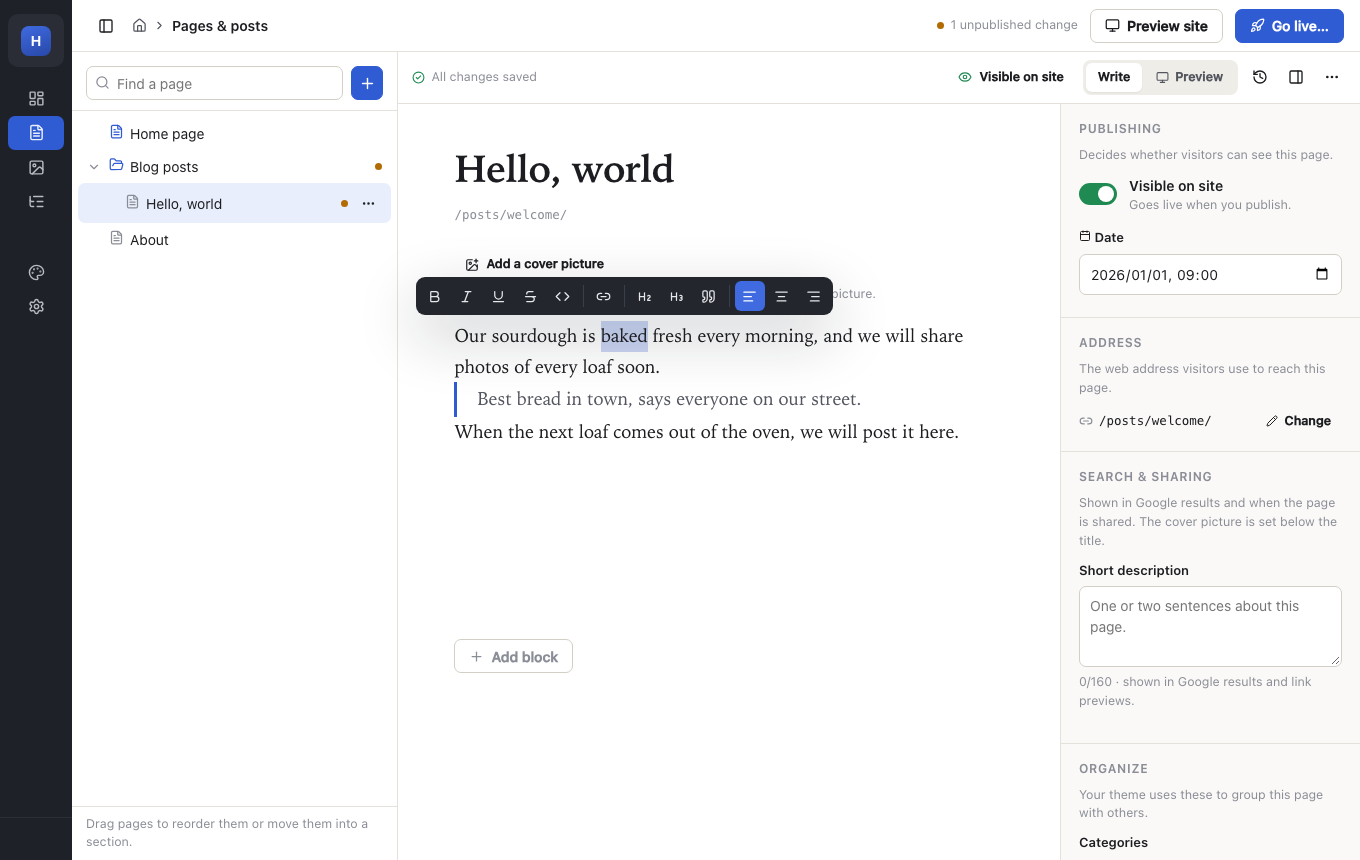 H
Pages & posts
1 unpublished change
Preview site
Go live...
Find a page
All changes saved
Visible on site
Write
Preview
Home page
Blog posts
Hello, world
About
Drag pages to reorder them or move them into a
section.
Hello, world
/posts/welcome/
Add a cover picture
picture.
B
I
U
S
H2
H3
Our sourdough is baked fresh every morning, and we will share
photos of every loaf soon.
Best bread in town, says everyone on our street.
When the next loaf comes out of the oven, we will post it here.
Add block
PUBLISHING
Decides whether visitors can see this page.
Visible on site
Goes live when you publish.
Date
2026/01/01, 09:00
ADDRESS
The web address visitors use to reach this
page.
/posts/welcome/
Change
SEARCH & SHARING
Shown in Google results and when the page
is shared. The cover picture is set below the
title.
Short description
One or two sentences about this
page.
0/160 · shown in Google results and link
previews.
ORGANIZE
Your theme uses these to group this page
with others.
Categories